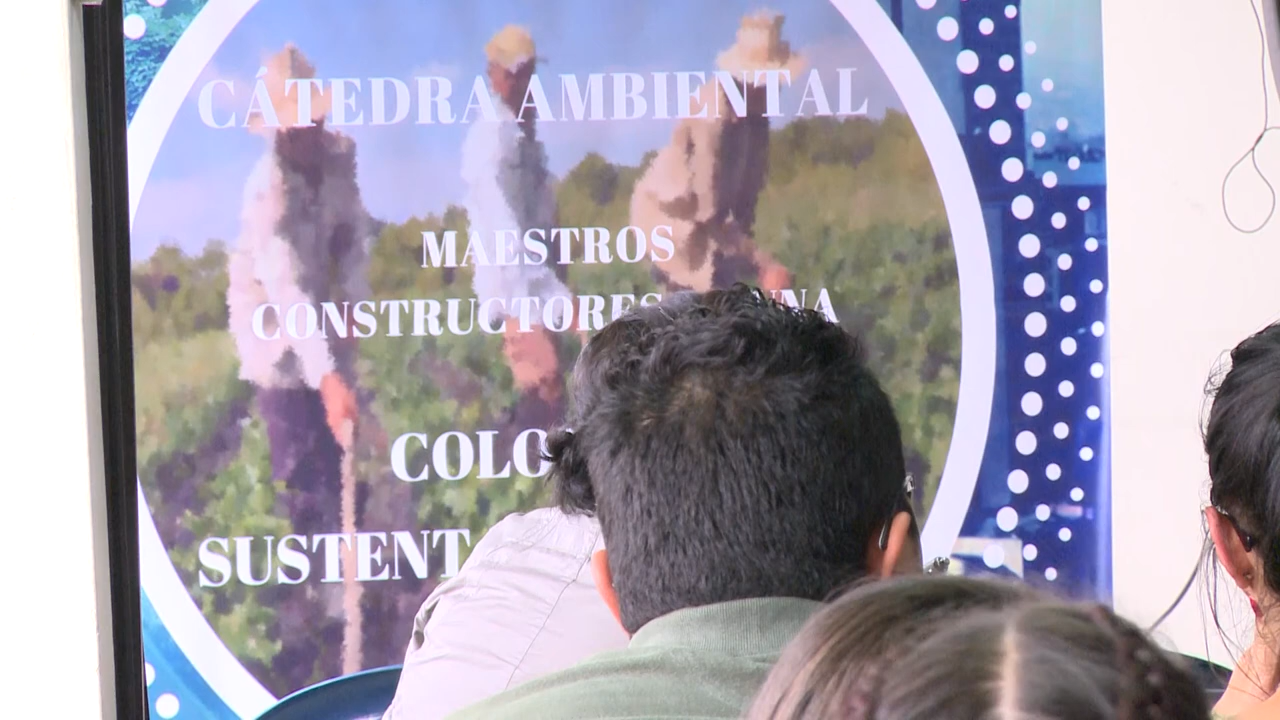 CÁTEDRA AMBIENTAL
MAESTROS
CONSTRUCTORES
COLO
SUSTENT